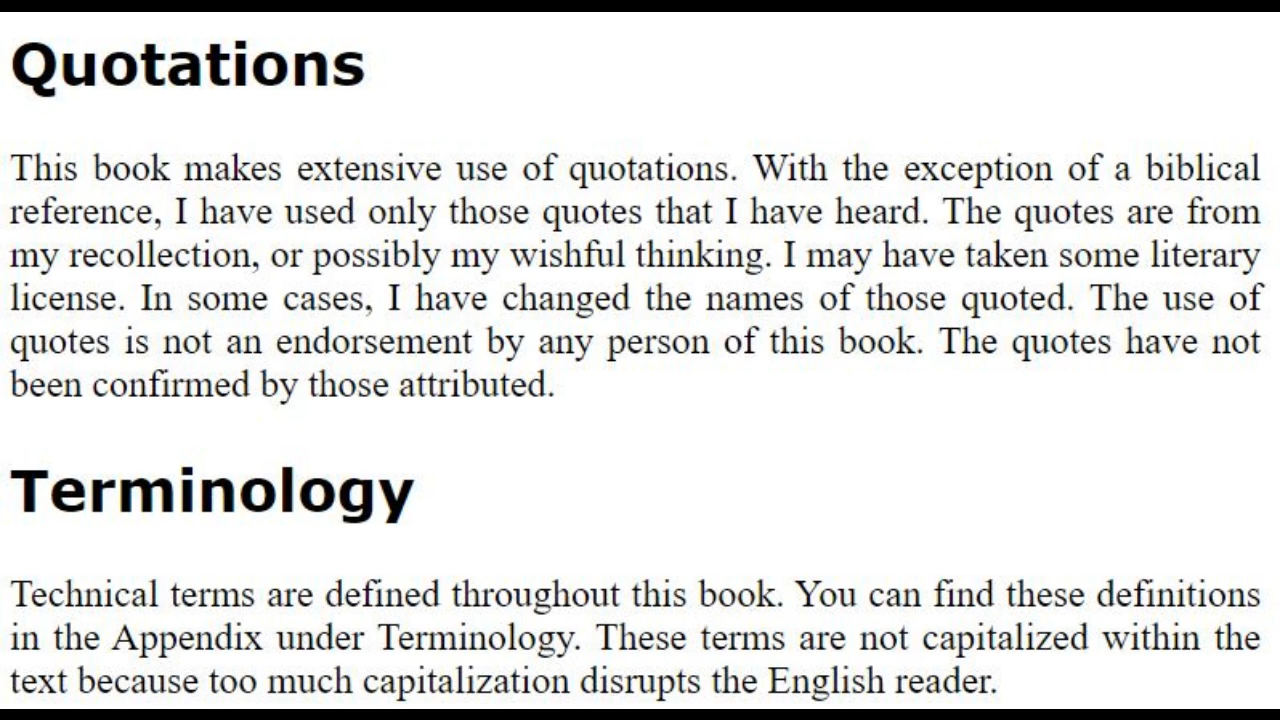 Quotations
This book makes extensive use of quotations. With the exception of a biblical
reference, I have used only those quotes that I have heard. The quotes are from
my recollection, or possibly my wishful thinking. I may have taken some literary
license. In some cases, I have changed the names of those quoted. The use of
quotes is not an endorsement by any person of this book. The quotes have not
been confirmed by those attributed.
Terminology
Technical terms are defined throughout this book. You can find these definitions
in the Appendix under Terminology. These terms are not capitalized within the
text because too much capitalization disrupts the English reader.